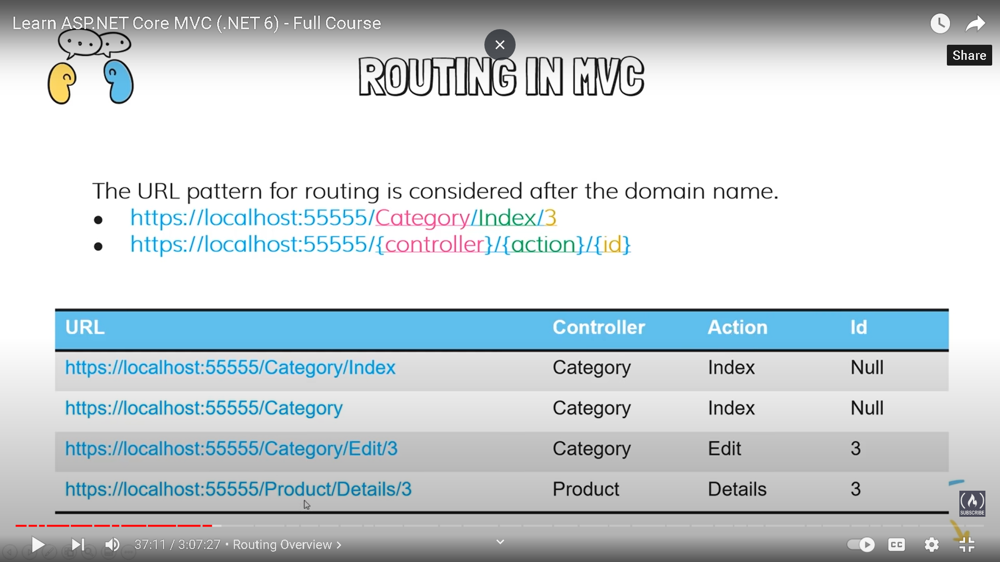 Learn ASP.NET Core MVC (.NET 6) - Full Course
Share
ROUTING IN MVC
The URL pattern for routing is considered after the domain name.
● https://localhost:55555/Category/Index/3
● https://localhost:55555/{controller}/{action}/{id}
URL Controller Action Id
https://localhost:55555/Category/Index Category Index Null
https://localhost:55555/Category Category Index Null
https://localhost:55555/Category/Edit/3 Category Edit 3
https://localhost:55555/Product/Details/3 Product Details 3
SUBSCRIBE
37:11 / 3:07:27 • Routing Overview >
CC